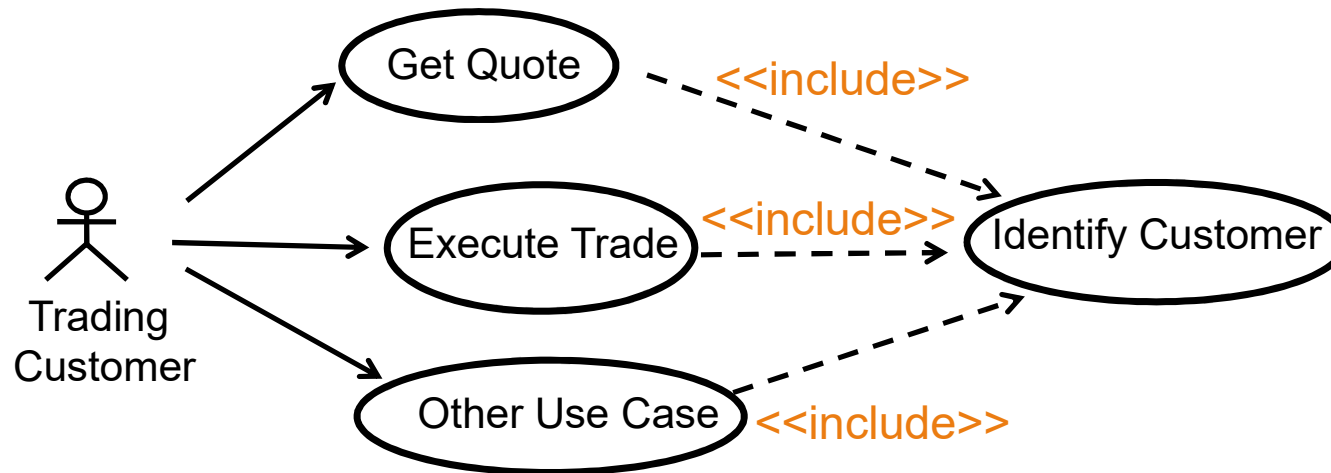 Get Quote
<<include>>
Execute Trade
<<include>>
Identify Customer
Trading
Customer
Other Use Case
<<include>>